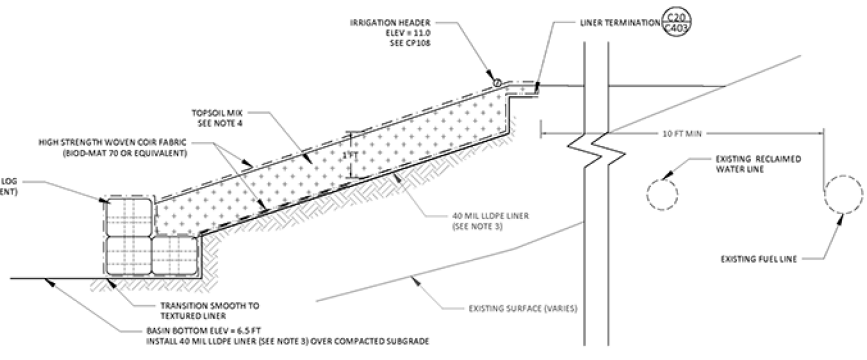 IRRIGATION HEADER
ELEV = 11.0
SEE CP108
LINER TERMINATION
C20
C403
TOPSOIL MIX
SEE NOTE 4
HIGH STRENGTH WOVEN COIR FABRIC
(BIOD-MAT 70 OR EQUIVALENT)
1 FT
10 FT MIN
LOG
ENT)
EXISTING RECLAIMED
WATER LINE
40 MIL LLDPE LINER
(SEE NOTE 3)
EXISTING FUEL LINE
TRANSITION SMOOTH TO
TEXTURED LINER
EXISTING SURFACE (VARIES)
BASIN BOTTOM ELEV = 6.5 FT
INSTALL 40 MIL LLDPE LINER (SEE NOTE 3) OVER COMPACTED SUBGRADE